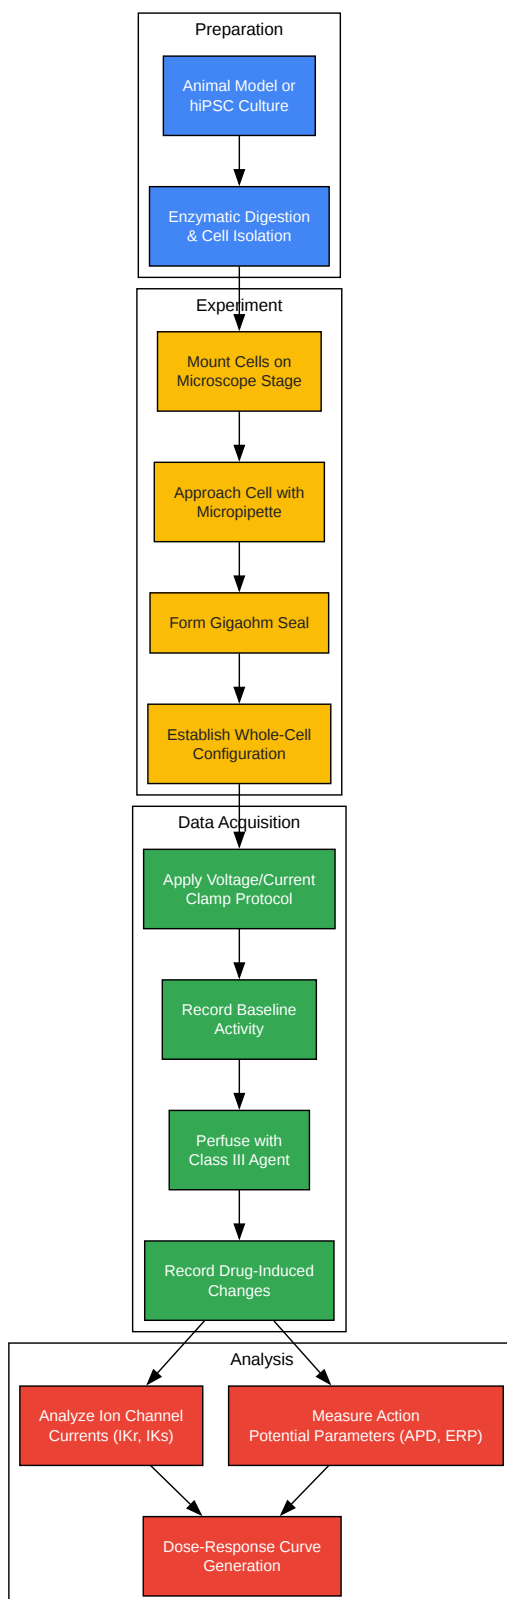 Preparation
Animal Model or
hiPSC Culture
Enzymatic Digestion
& Cell Isolation
Experiment
Mount Cells on
Microscope Stage
Approach Cell with
Micropipette
Form Gigaohm Seal
Establish Whole-Cell
Configuration
Data Acquisition
Apply Voltage/Current
Clamp Protocol
Record Baseline
Activity
Perfuse with
Class III Agent
Record Drug-Induced
Changes
Analysis
Analyze Ion Channel
Currents (IKr, IKs)
Measure Action
Potential Parameters (APD, ERP)
Dose-Response Curve
Generation